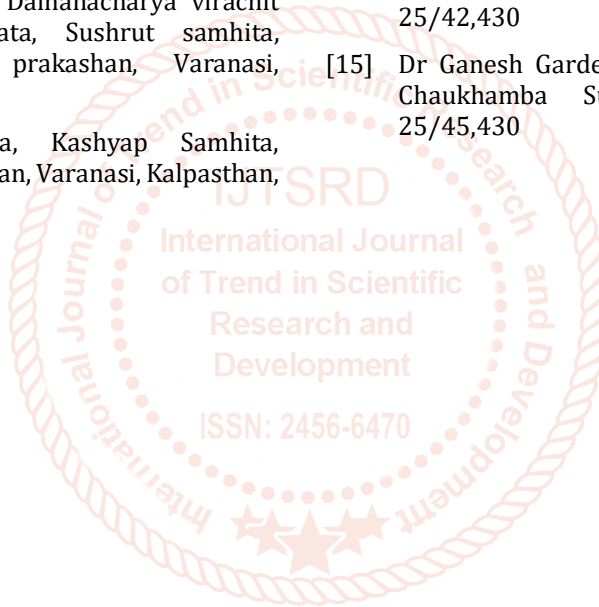 Damanacharya virachit
ata, Sushrut samhita,
prakashan, Varanasi,
a, Kashyap Samhita,
an, Varanasi, Kalpasthan,
25/42,430
[15] Dr Ganesh Garde
Chaukhamba Su
25/45,430
International Journal of Trend in Scientific Research and Development
IJTSRD
International Journal
of Trend in Scientific
Research and
Development
ISSN: 2456-6470